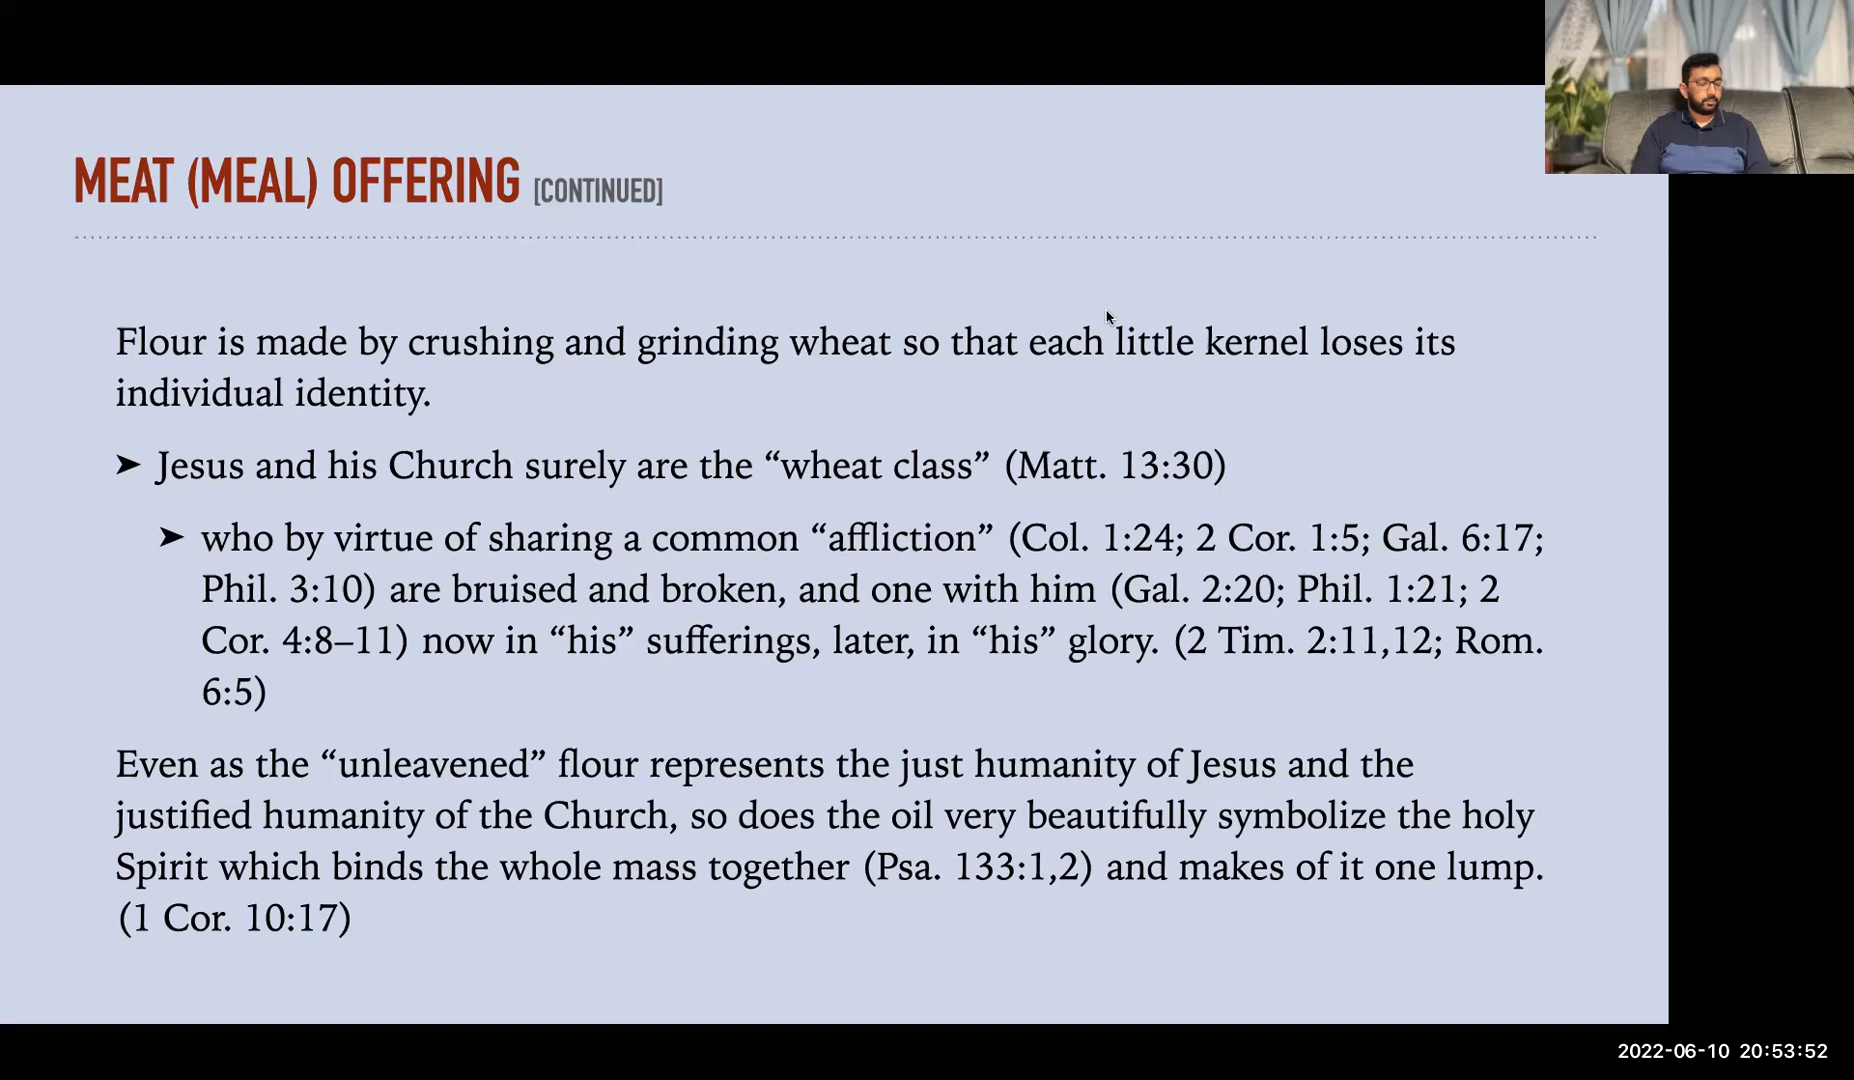 MEAT (MEAL) OFFERING [CONTINUED]
Flour is made by crushing and grinding wheat so that each little kernel loses its
individual identity.
➤ Jesus and his Church surely are the “wheat class” (Matt. 13:30)
➤ who by virtue of sharing a common “affliction” (Col. 1:24; 2 Cor. 1:5; Gal. 6:17;
Phil. 3:10) are bruised and broken, and one with him (Gal. 2:20; Phil. 1:21; 2
Cor. 4:8–11) now in “his” sufferings, later, in “his” glory. (2 Tim. 2:11,12; Rom.
6:5)
Even as the “unleavened” flour represents the just humanity of Jesus and the
justified humanity of the Church, so does the oil very beautifully symbolize the holy
Spirit which binds the whole mass together (Psa. 133:1,2) and makes of it one lump.
(1 Cor. 10:17)
2022-06-10 20:53:52